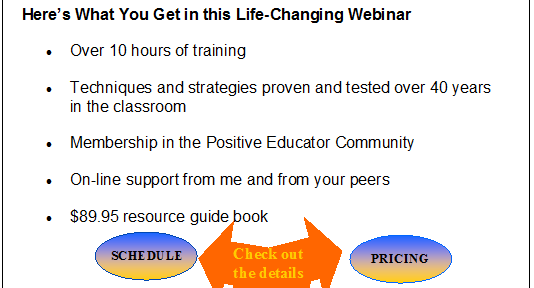 Here's What You Get in this Life-Changing Webinar
• Over 10 hours of training
• Techniques and strategies proven and tested over 40 years
in the classroom
• Membership in the Positive Educator Community
• On-line support from me and from your peers
• $89.95 resource guide book
SCHEDULE
Check out
the details
PRICING